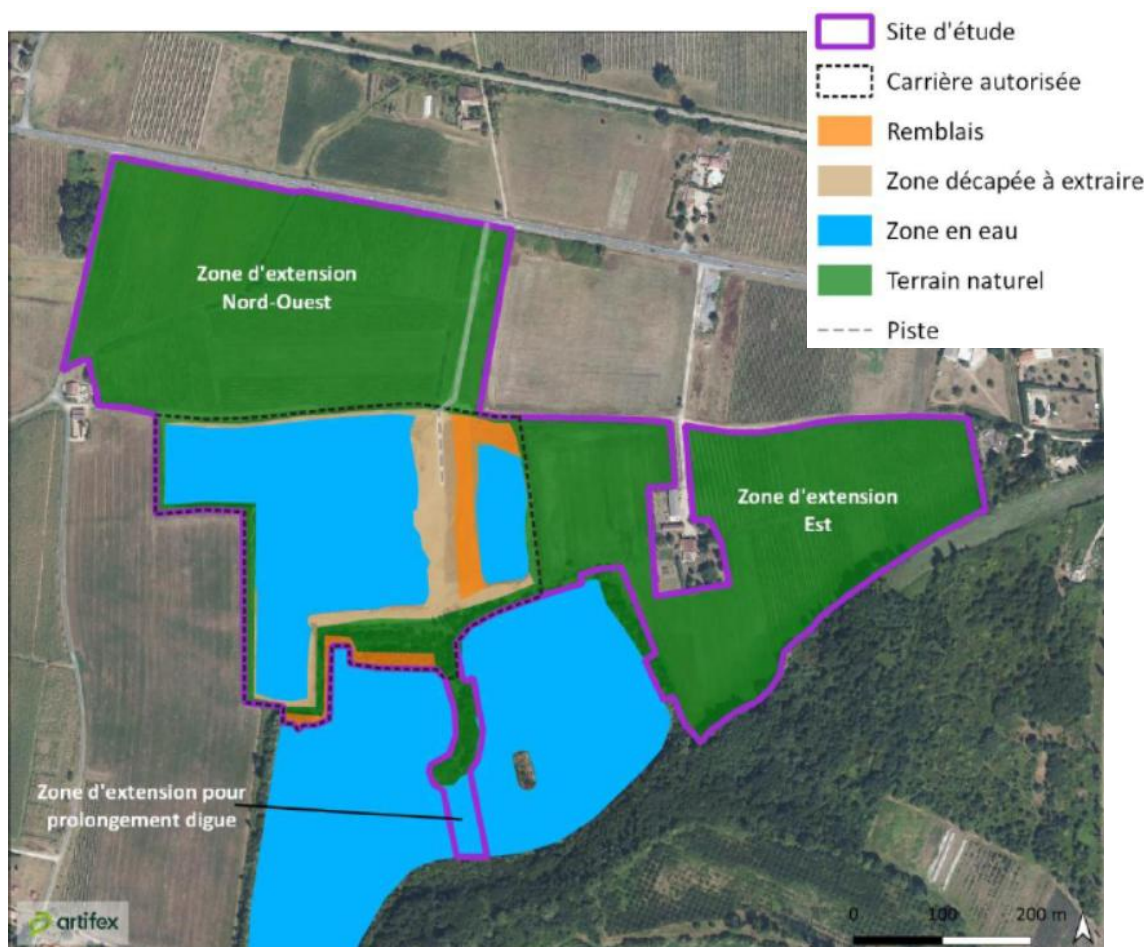 Site d'étude
Carrière autorisée
Remblais
Zone décapée à extraire
Zone en eau
Terrain naturel
Piste
Zone d'extension
Nord-Ouest
Zone d'extension
Est
Zone d'extension pour
prolongement digue
artifex
0 100 200 m